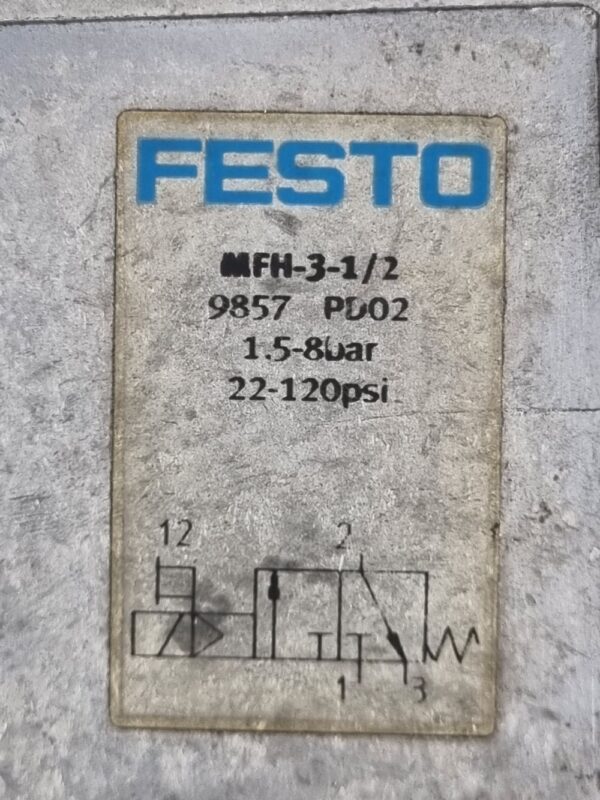 FESTO
MFH-3-1/2
9857 PD02
1.5-8bar
22-120psi
12
2
1
3